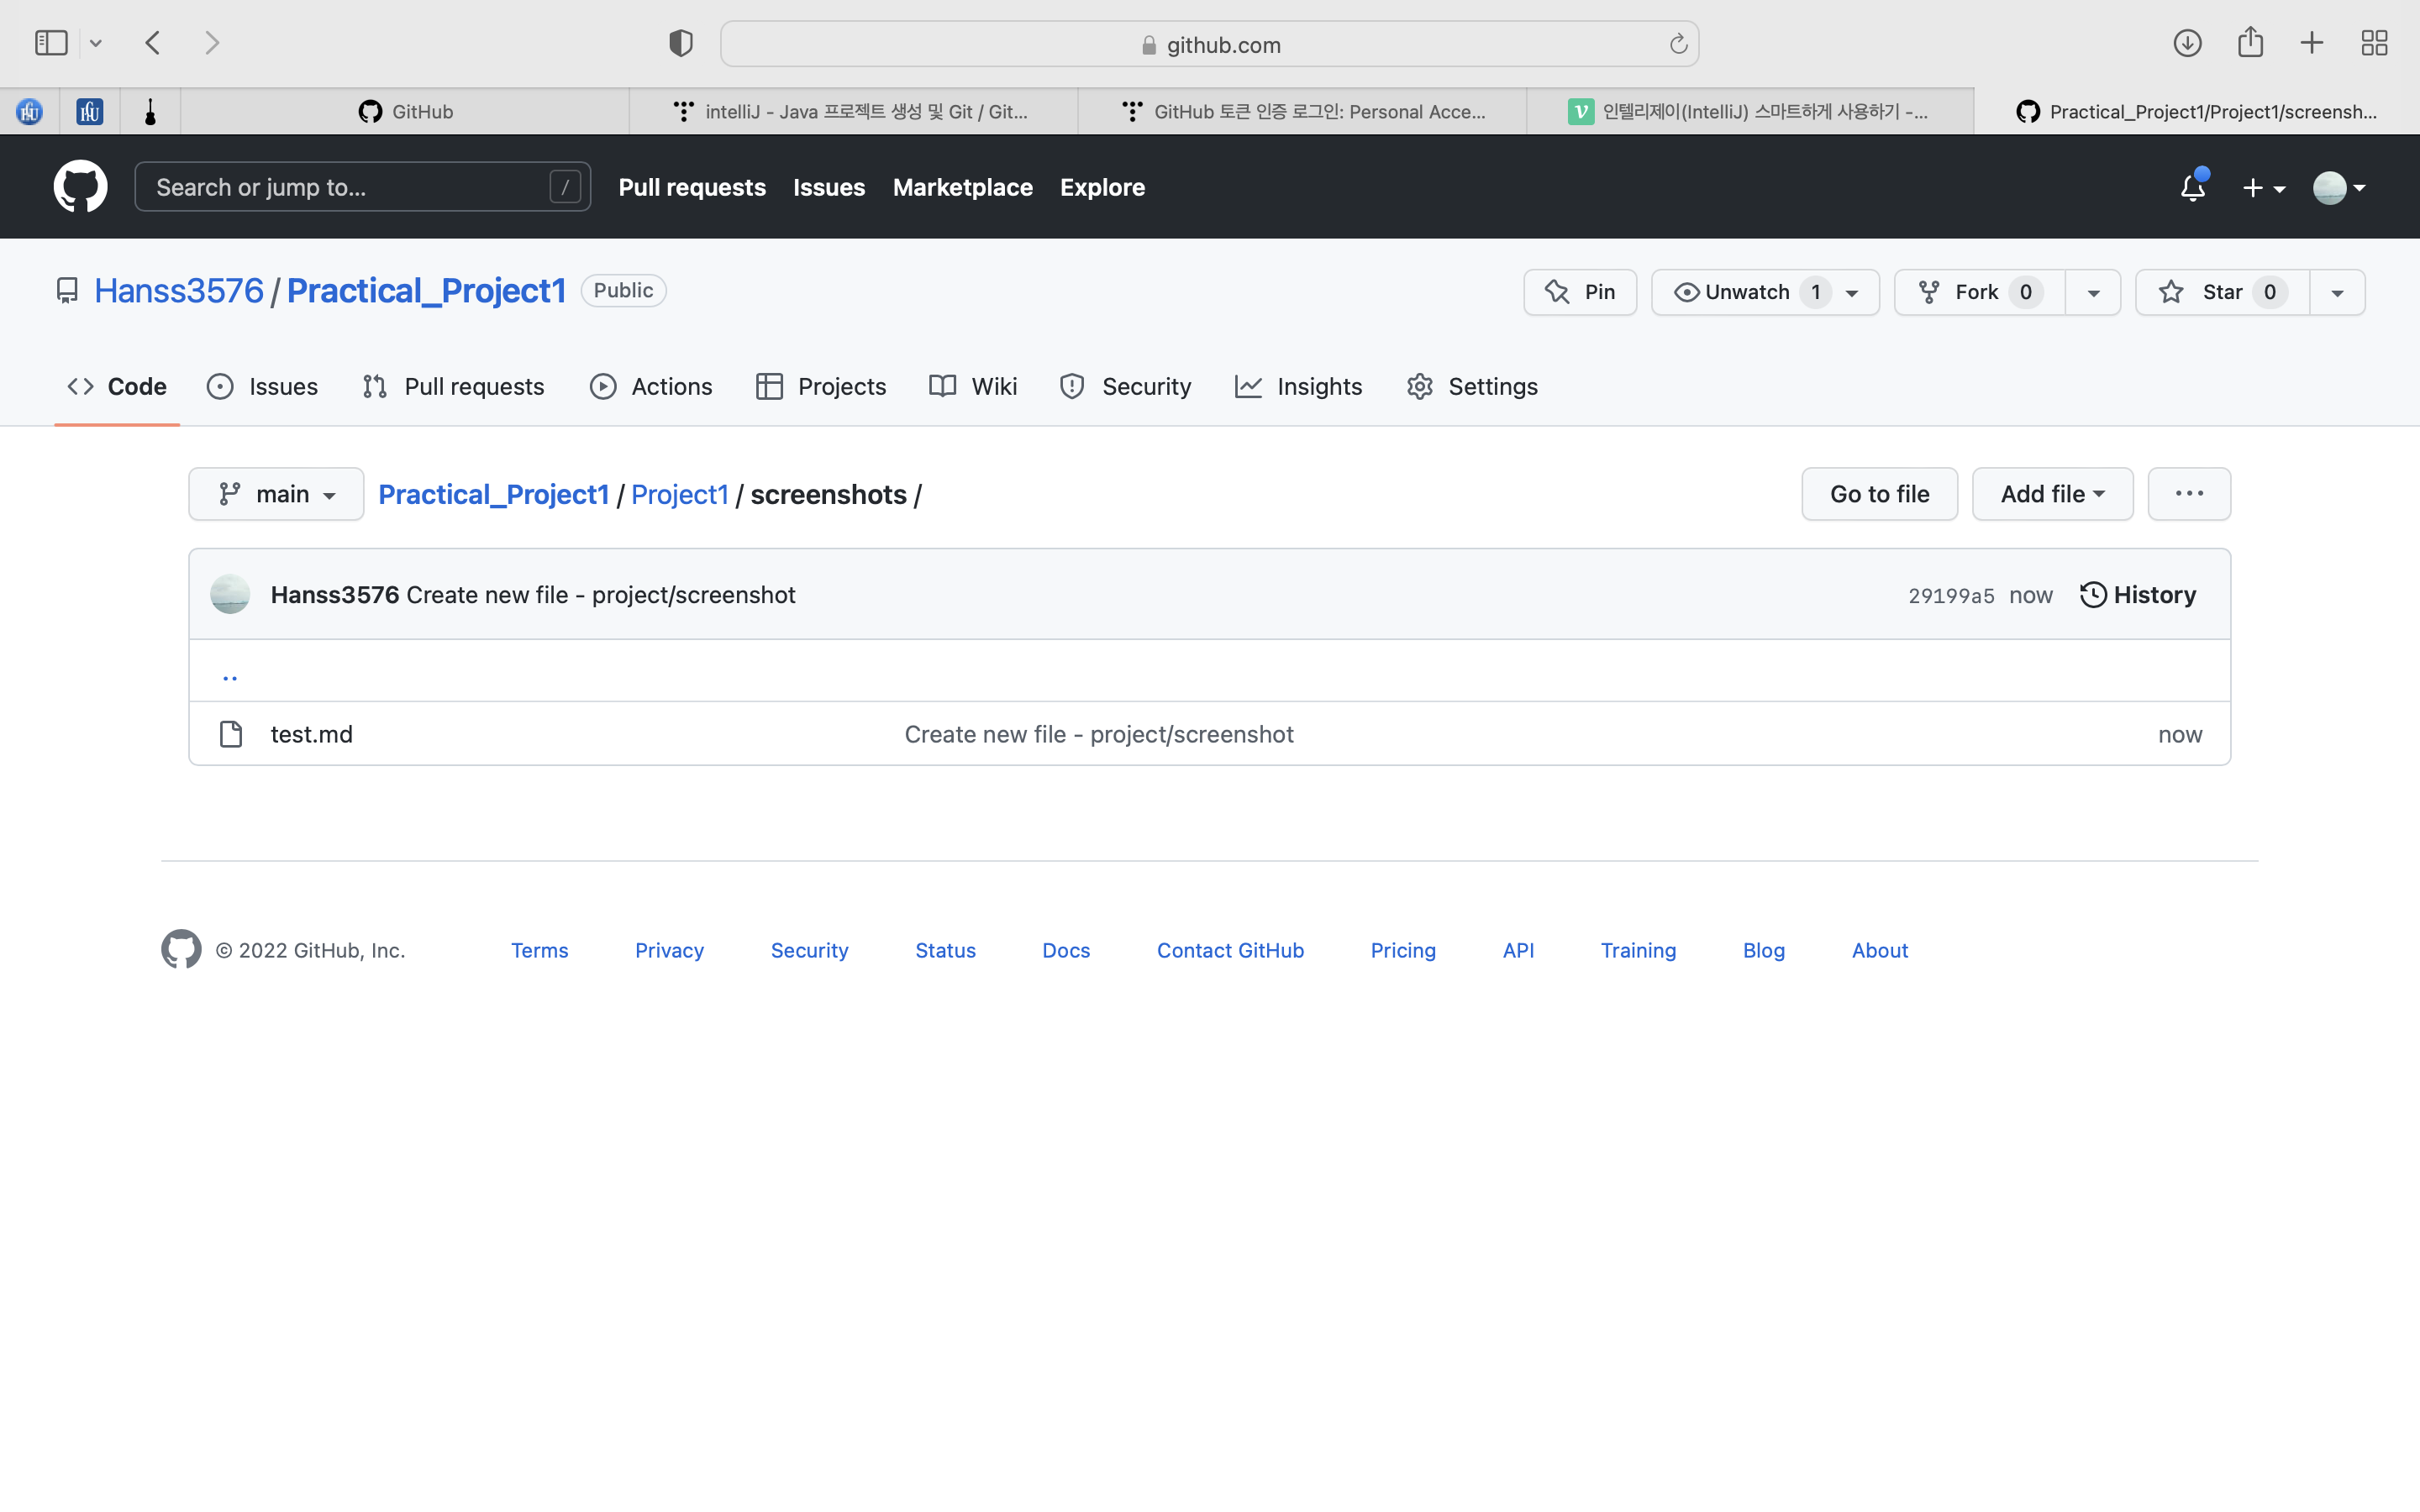 github.com
GitHub
intelliJ - Java 프로젝트 생성 및 Git / Git...
GitHub 토큰 인증 로그인: Personal Acce...
인텔리제이(IntelliJ) 스마트하게 사용하기 -...
Practical_Project1/Project1/screensh...
Search or jump to... /
Pull requests Issues Marketplace Explore
Hanss3576 / Practical_Project1 Public
Pin
Unwatch 1
Fork 0
Star 0
Code Issues Pull requests Actions Projects Wiki Security Insights Settings
main Practical_Project1 / Project1 / screenshots /
Go to file Add file ...
Hanss3576 Create new file - project/screenshot 29199a5 now History
..
test.md Create new file - project/screenshot now
© 2022 GitHub, Inc. Terms Privacy Security Status Docs Contact GitHub Pricing API Training Blog About